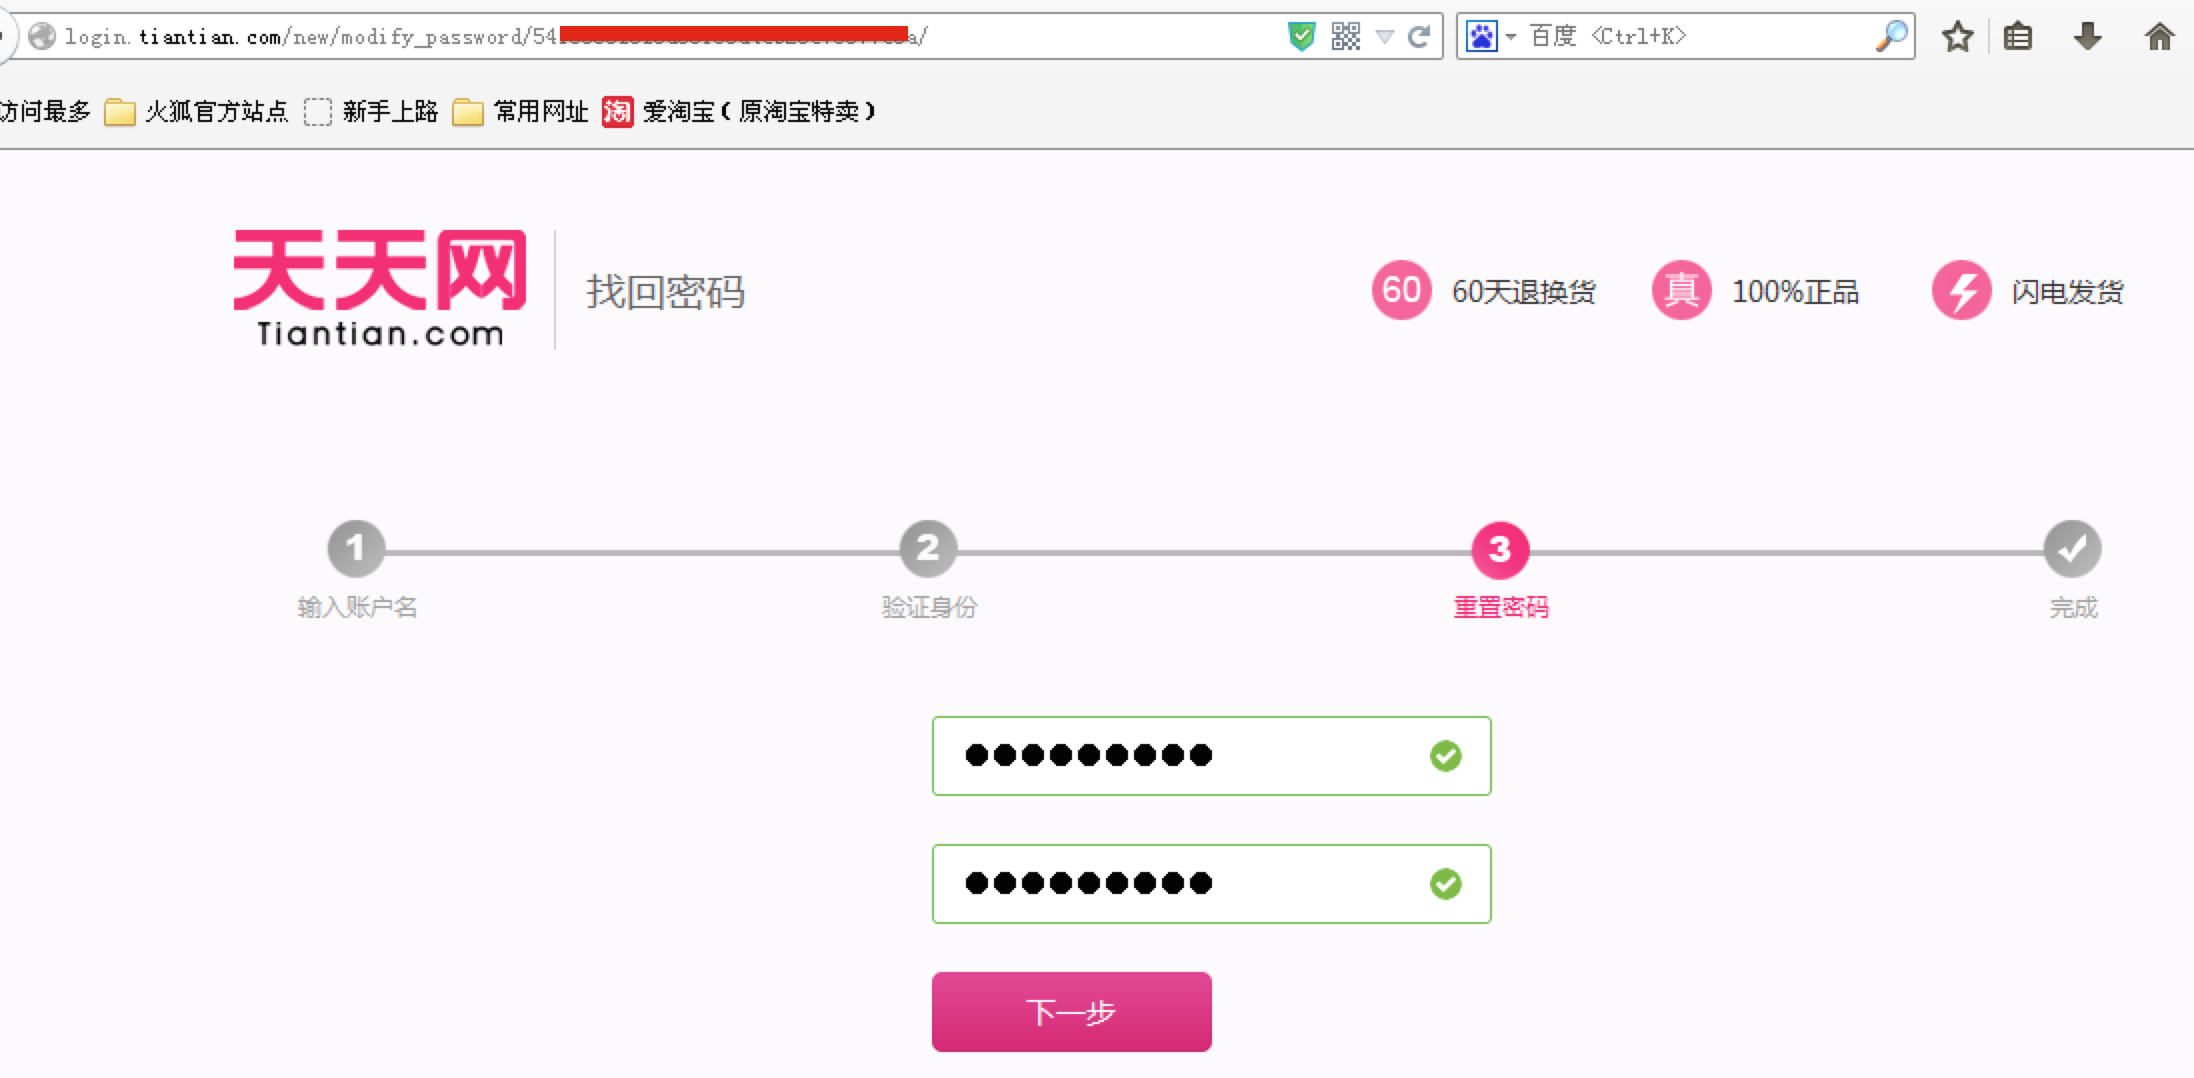 login.tiantian.com/new/modify_password/54
百度 <Ctrl+K>
访问最多 火狐官方站点 新手上路 常用网址 淘 爱淘宝(原淘宝特卖)
天天网
Tiantian.com
找回密码
60 60天退换货 真 100%正品 闪电发货
1 2 3
输入账户名 验证身份 重置密码 完成
下一步